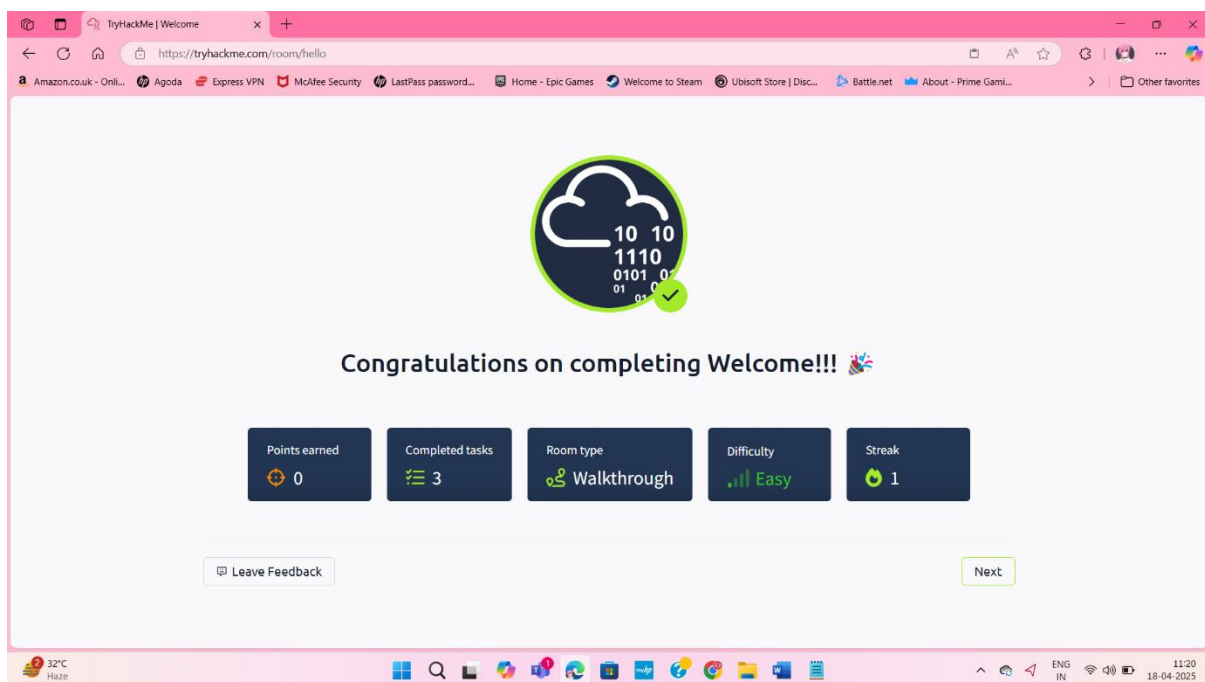 TryHackMe | Welcome
https://tryhackme.com/room/hello
Amazon.co.uk - Onli...
Agoda
Express VPN
McAfee Security
LastPass password...
Home - Epic Games
Welcome to Steam
Ubisoft Store | Disc...
Battle.net
About - Prime Gami...
Other favorites
10 10
1110
0101
01
01
Congratulations on completing Welcome!!!
Points earned
0
Completed tasks
3
Room type
Walkthrough
Difficulty
Easy
Streak
1
Leave Feedback
Next
2
32°C
Haze
1
ENG
IN
11:20
18-04-2025